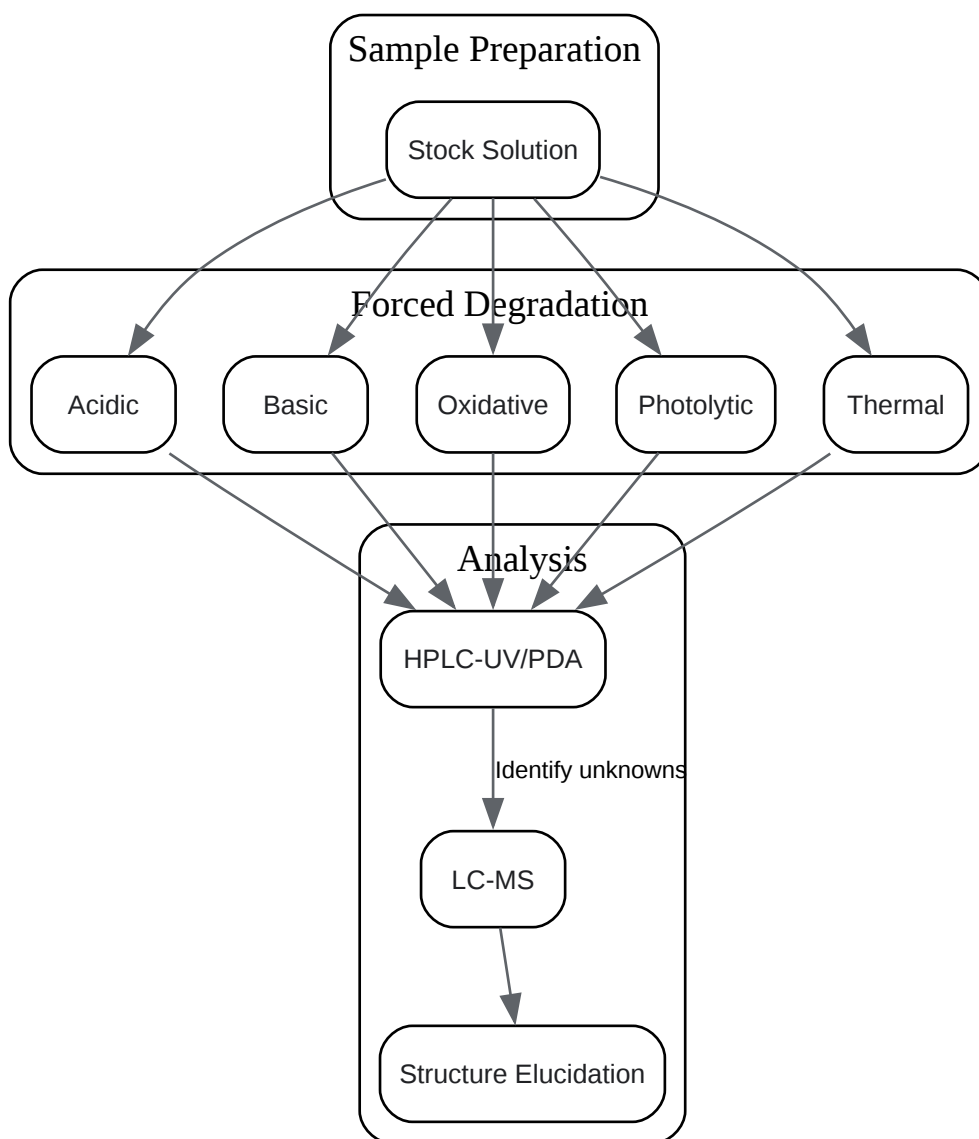 Sample Preparation
Stock Solution
Forced Degradation
Acidic
Basic
Oxidative
Photolytic
Thermal
Analysis
HPLC-UV/PDA
Identify unknowns
LC-MS
Structure Elucidation